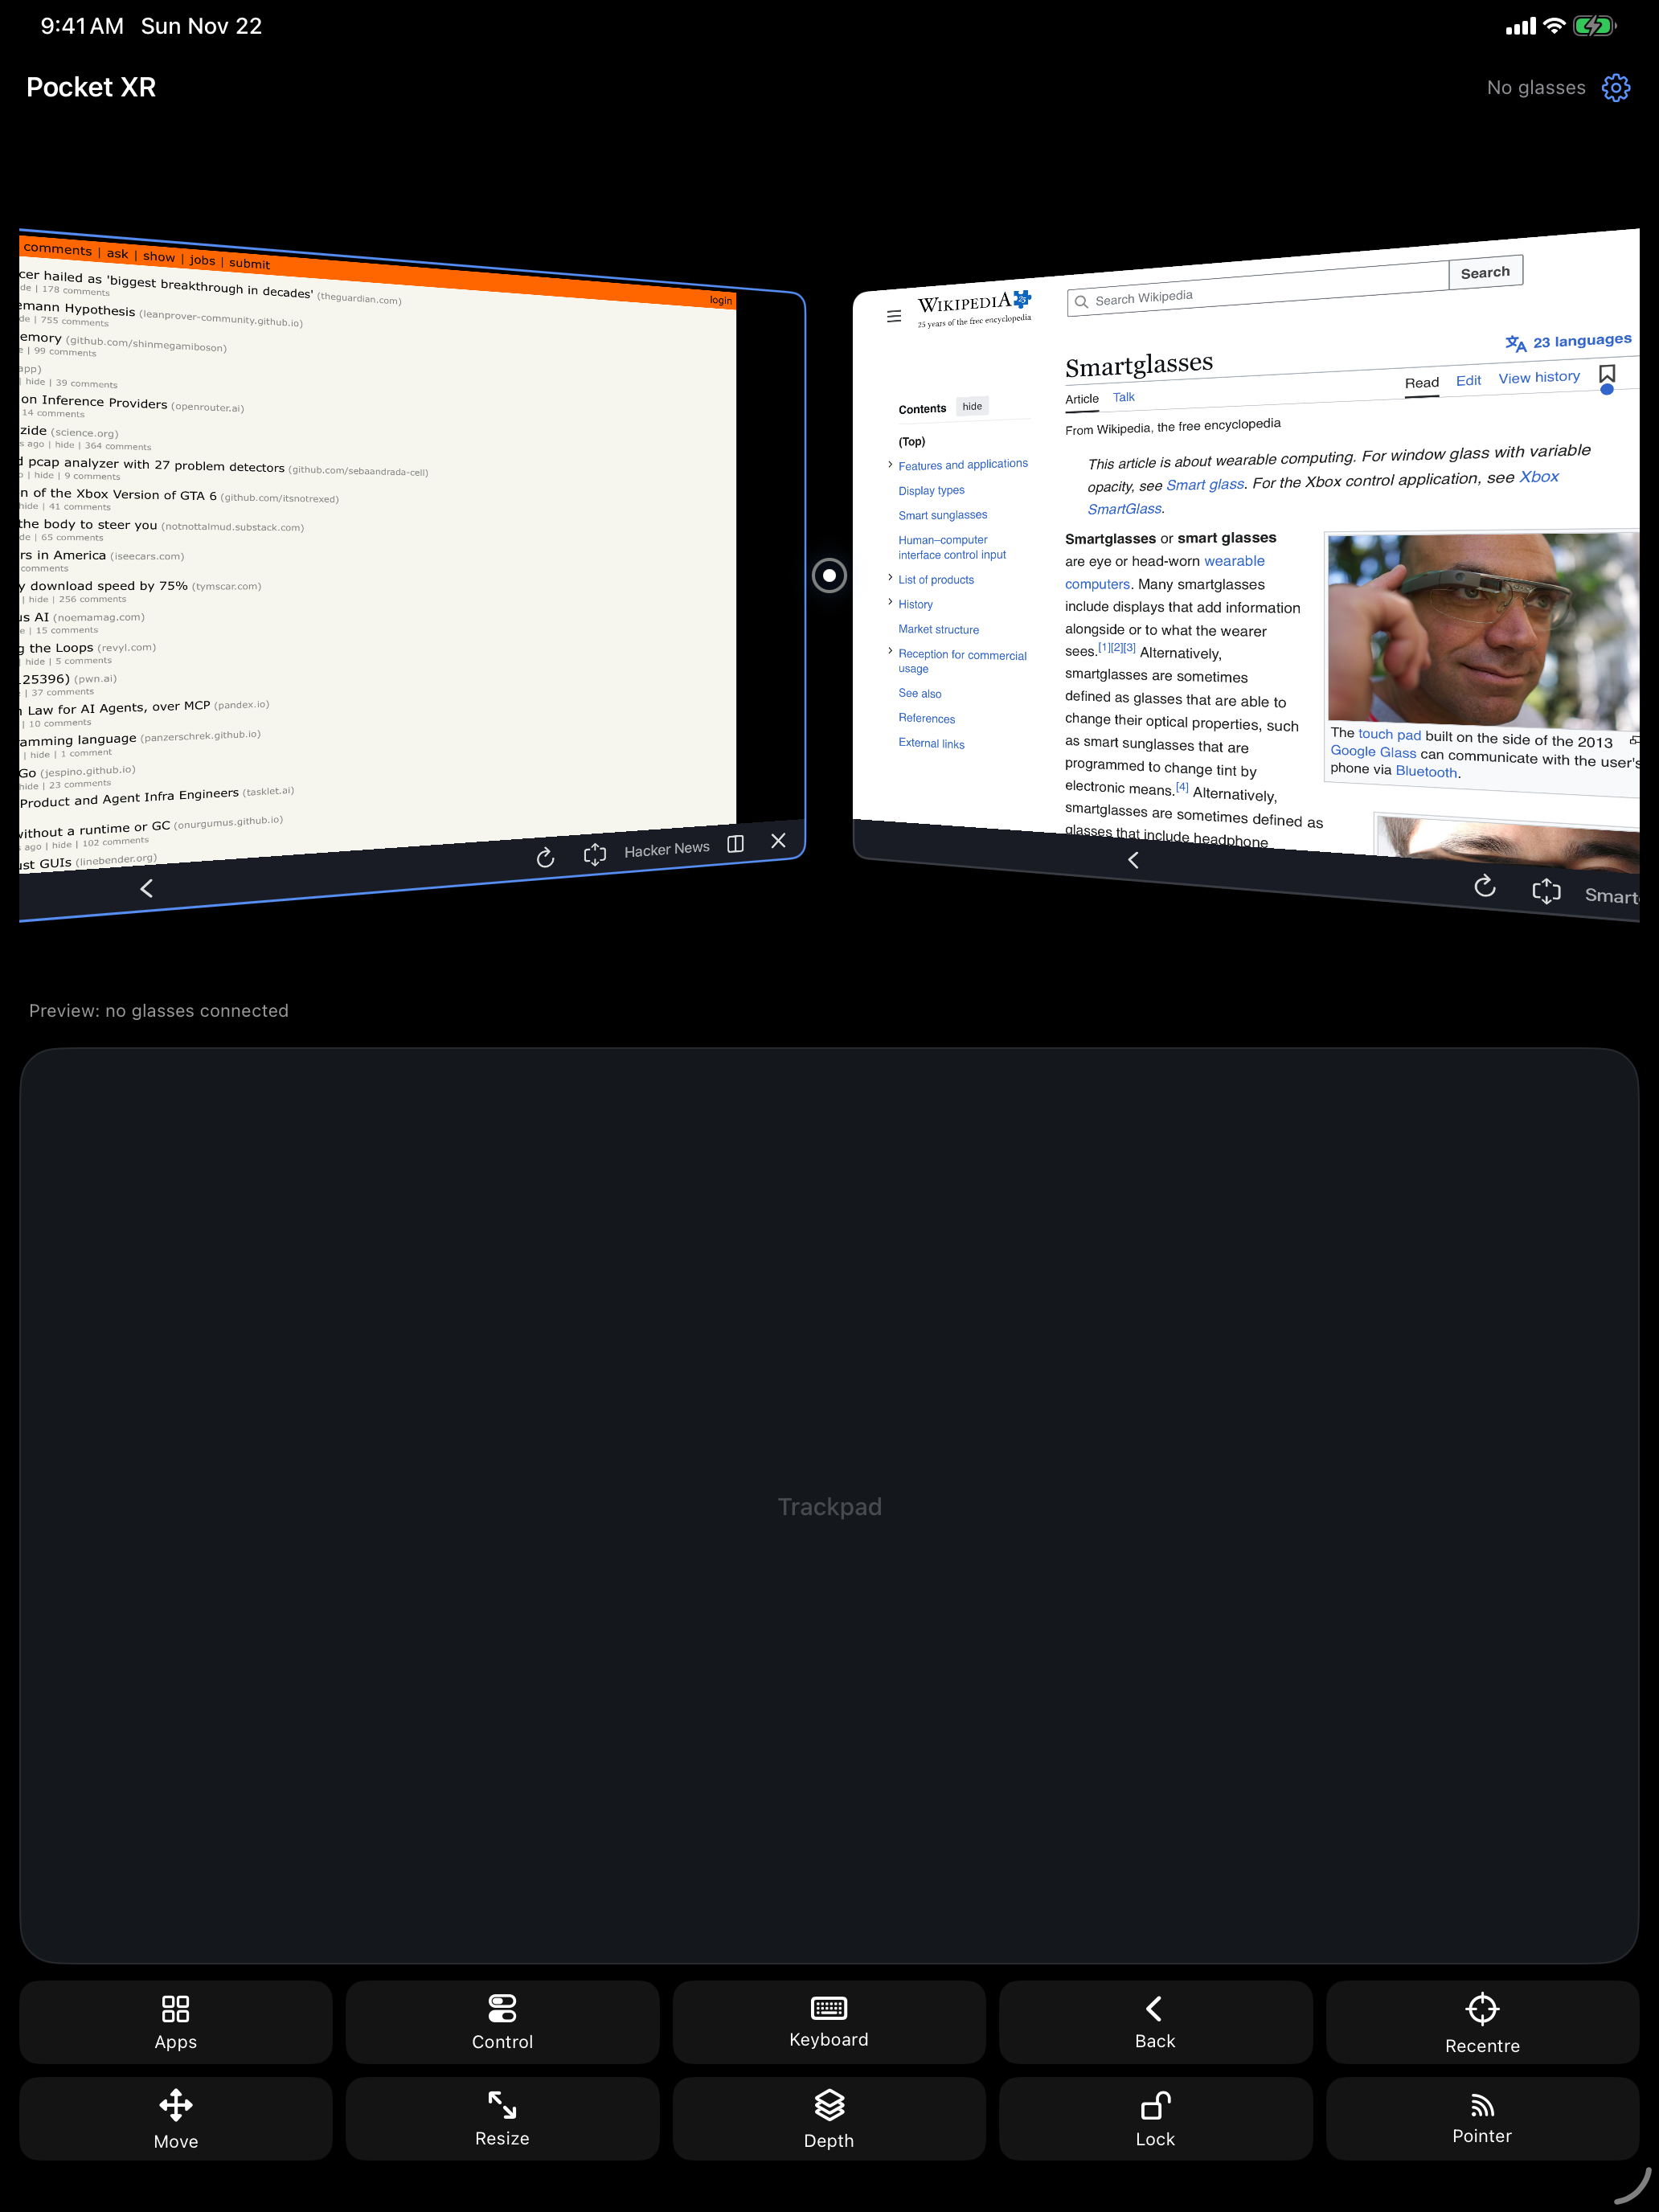 9:41 AM Sun Nov 22
Pocket XR
No glasses
comments | ask | show | jobs | submit
login
cer hailed as 'biggest breakthrough in decades' (theguardian.com)
de | 178 comments
emann Hypothesis (leanprover-community.github.io)
de | 755 comments
emory (github.com/shinmegamiboson)
e | 99 comments
app)
| hide | 39 comments
on Inference Providers (openrouter.ai)
14 comments
zide (science.org)
s ago | hide | 364 comments
d pcap analyzer with 27 problem detectors (github.com/sebaandrada-cell)
o | hide | 9 comments
n of the Xbox Version of GTA 6 (github.com/itsnotrexed)
hide | 41 comments
the body to steer you (notnottalmud.substack.com)
de | 65 comments
rs in America (iseecars.com)
comments
y download speed by 75% (tymscar.com)
| hide | 256 comments
us AI (noemamag.com)
e | 15 comments
g the Loops (revyl.com)
| hide | 5 comments
125396) (pwn.ai)
| 37 comments
n Law for AI Agents, over MCP (pandex.io)
| 10 comments
ramming language (panzerschrek.github.io)
| hide | 1 comment
Go (jespino.github.io)
hide | 23 comments
Product and Agent Infra Engineers (tasklet.ai)
without a runtime or GC (onurgumus.github.io)
s ago | hide | 102 comments
ust GUIs (linebender.org)
Hacker News
WIKIPEDIA
25 years of the free encyclopedia
Search Wikipedia
Search
Smartglasses
23 languages
Article Talk
Read Edit View history
From Wikipedia, the free encyclopedia
Contents hide
(Top)
Features and applications
Display types
Smart sunglasses
Human–computer
interface control input
List of products
History
Market structure
Reception for commercial
usage
See also
References
External links
This article is about wearable computing. For window glass with variable
opacity, see Smart glass. For the Xbox control application, see Xbox
SmartGlass.
Smartglasses or smart glasses
are eye or head-worn wearable
computers. Many smartglasses
include displays that add information
alongside or to what the wearer
sees.[1][2][3] Alternatively,
smartglasses are sometimes
defined as glasses that are able to
change their optical properties, such
as smart sunglasses that are
programmed to change tint by
electronic means.[4] Alternatively,
smartglasses are sometimes defined as
glasses that include headphone
The touch pad built on the side of the 2013
Google Glass can communicate with the user's
phone via Bluetooth.
Smart
Preview: no glasses connected
Trackpad
Apps
Control
Keyboard
Back
Recentre
Move
Resize
Depth
Lock
Pointer